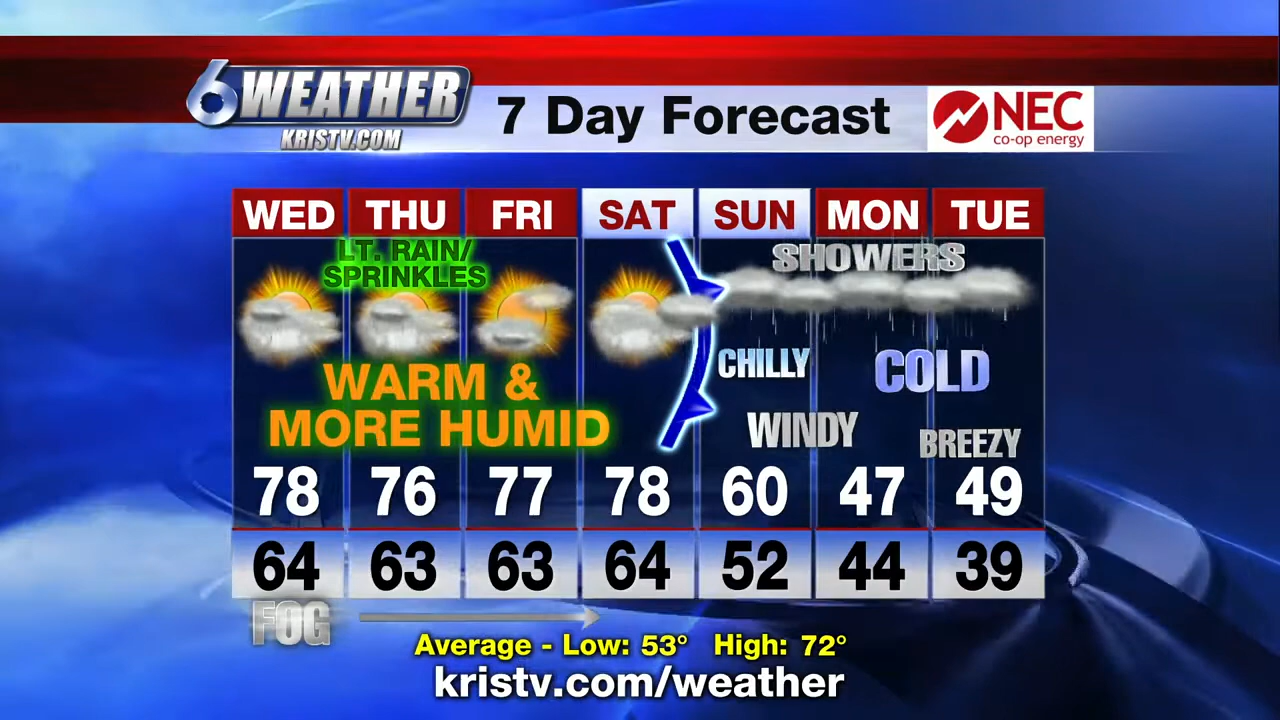 6 WEATHER
KRISTV.COM
7 Day Forecast
NEC
co-op energy
WED THU FRI SAT SUN MON TUE
LT. RAIN/
SPRINKLES
SHOWERS
WARM &
MORE HUMID
CHILLY
COLD
WINDY
BREEZY
78 76 77 78 60 47 49
64 63 63 64 52 44 39
FOG
Average - Low: 53° High: 72°
kristv.com/weather